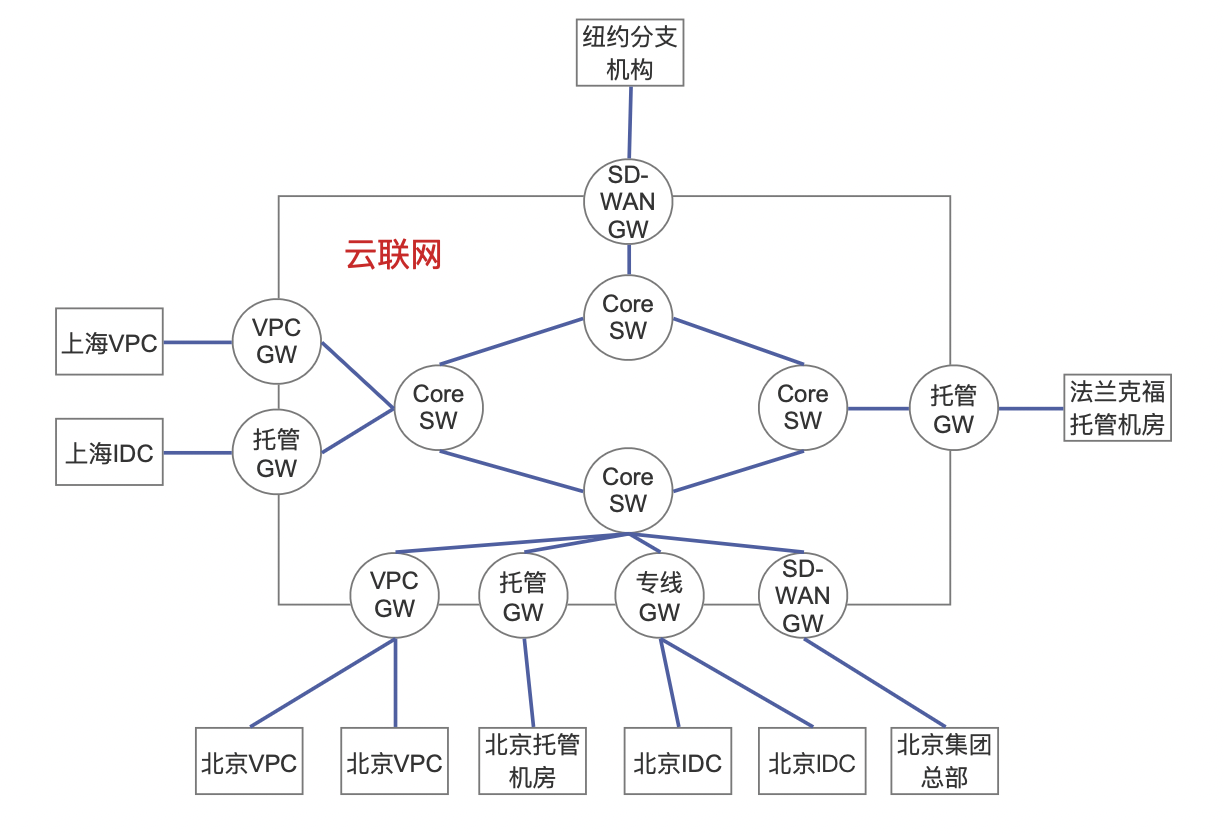 纽约分支
机构
SD-
WAN
GW
云联网
Core
SW
上海VPC
VPC
GW
Core
SW
Core
SW
托管
GW
法兰克福
托管机房
上海IDC
托管
GW
Core
SW
VPC
GW
托管
GW
专线
GW
SD-
WAN
GW
北京VPC
北京VPC
北京托管
机房
北京IDC
北京IDC
北京集团
总部